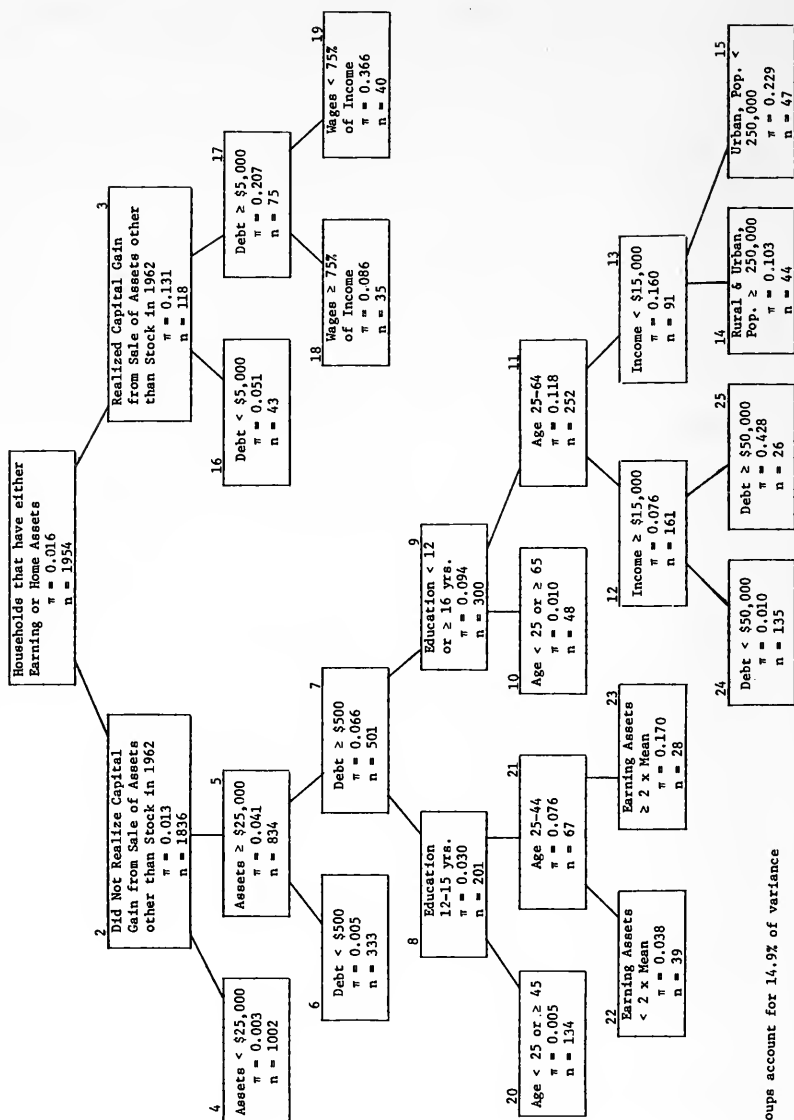 Households that have either
Earning or Home Assets
π = 0.016
n = 1954
2
Did Not Realize Capital
Gain from Sale of Assets
other than Stock in 1962
π = 0.013
n = 1836
3
Realized Capital Gain
from Sale of Assets other
than Stock in 1962
π = 0.131
n = 118
4
Assets < $25,000
π = 0.003
n = 1002
5
Assets ≥ $25,000
π = 0.041
n = 834
16
Debt < $5,000
π = 0.051
n = 43
17
Debt ≥ $5,000
π = 0.207
n = 75
6
Debt < $500
π = 0.005
n = 333
7
Debt ≥ $500
π = 0.066
n = 501
18
Wages ≥ 75%
of Income
π = 0.086
n = 35
19
Wages < 75%
of Income
π = 0.366
n = 40
8
Education
12-15 yrs.
π = 0.030
n = 201
9
Education < 12
or ≥ 16 yrs.
π = 0.094
n = 300
20
Age < 25 or ≥ 45
π = 0.005
n = 134
21
Age 25-44
π = 0.076
n = 67
10
Age < 25 or ≥ 65
π = 0.010
n = 48
11
Age 25-64
π = 0.118
n = 252
22
Earning Assets
< 2 x Mean
π = 0.038
n = 39
23
Earning Assets
≥ 2 x Mean
π = 0.170
n = 28
12
Income ≥ $15,000
π = 0.076
n = 161
13
Income < $15,000
π = 0.160
n = 91
24
Debt < $50,000
π = 0.010
n = 135
25
Debt ≥ $50,000
π = 0.428
n = 26
14
Rural & Urban,
Pop. ≥ 250,000
π = 0.103
n = 44
15
Urban, Pop. <
250,000
π = 0.229
n = 47
oups account for 14.9% of variance